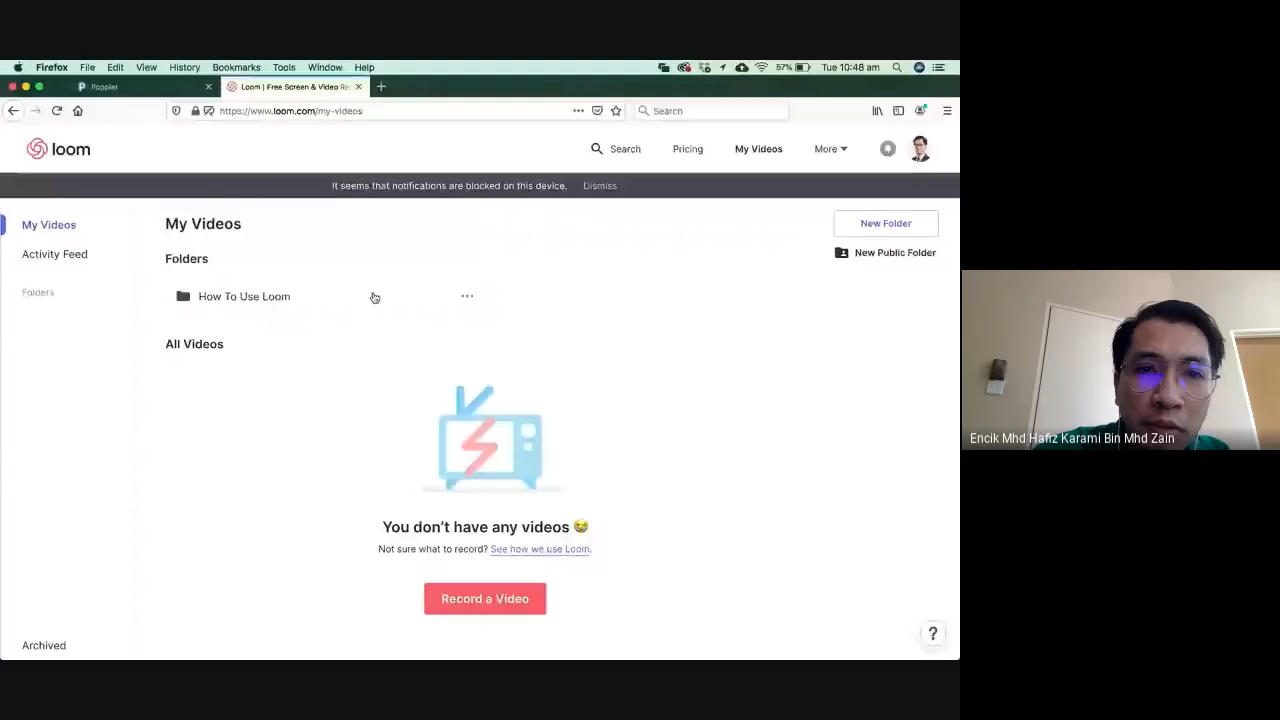 Firefox File Edit View History Bookmarks Tools Window Help 57% Tue 10:48 am
Poppler
Loom | Free Screen & Video Re
https://www.loom.com/my-videos
Search
loom
Search Pricing My Videos More
It seems that notifications are blocked on this device. Dismiss
My Videos
Activity Feed
Folders
Archived
My Videos
New Folder
New Public Folder
Folders
How To Use Loom
All Videos
You don't have any videos 😹
Not sure what to record? See how we use Loom.
Record a Video
?
Encik Mhd Hafiz Karami Bin Mhd Zain